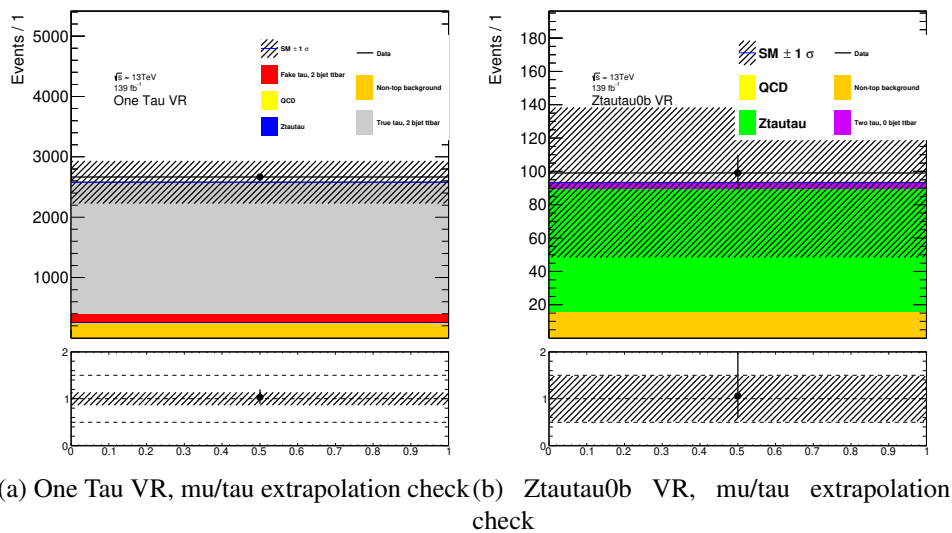 Events / 1
5000
4000
3000
2000
1000
√s = 13TeV
139 fb⁻¹
One Tau VR
SM ± 1 σ
Data
Fake tau, 2 bjet ttbar
Non-top background
QCD
True tau, 2 bjet ttbar
Ztautau
2
1
0
0 0.1 0.2 0.3 0.4 0.5 0.6 0.7 0.8 0.9 1
(a) One Tau VR, mu/tau extrapolation check
Events / 1
180
160
140
120
100
80
60
40
20
√s = 13TeV
139 fb⁻¹
Ztautau0b VR
SM ± 1 σ
Data
QCD
Non-top background
Ztautau
Two tau, 0 bjet ttbar
2
1
0
0 0.1 0.2 0.3 0.4 0.5 0.6 0.7 0.8 0.9 1
(b) Ztautau0b VR, mu/tau extrapolation
check